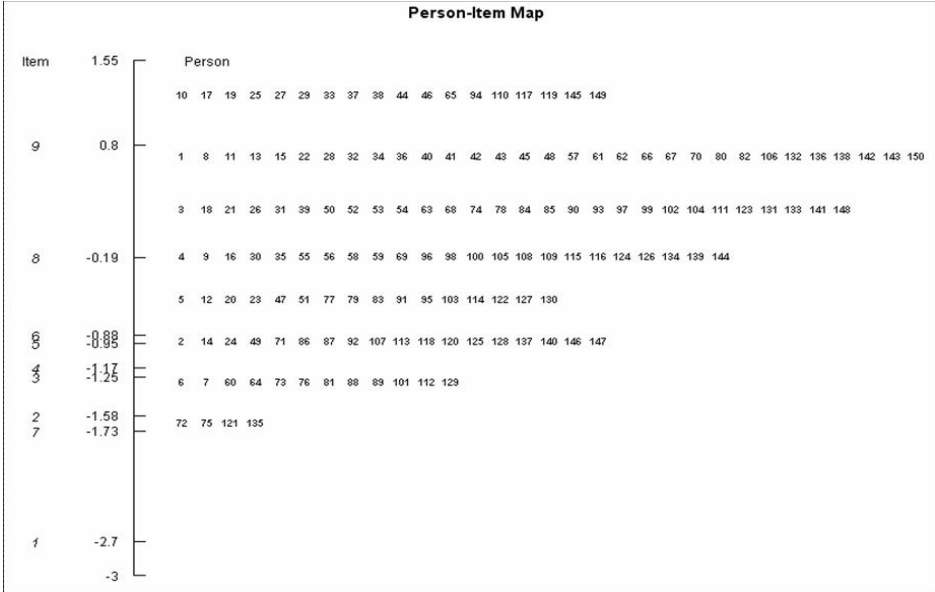 Person-Item Map
Item 1.55 Person
10 17 19 25 27 29 33 37 38 44 46 65 94 110 117 119 145 149
9 0.8
1 8 11 13 15 22 28 32 34 36 40 41 42 43 45 48 57 61 62 66 67 70 80 82 106 132 136 138 142 143 150
3 18 21 26 31 39 50 52 53 54 63 68 74 78 84 85 90 93 97 99 102 104 111 123 131 133 141 148
8 -0.19 4 9 16 30 35 55 56 58 59 69 96 98 100 105 108 109 115 116 124 126 134 139 144
5 12 20 23 47 51 77 79 83 91 95 103 114 122 127 130
6 -0.88
5 -0.95 2 14 24 49 71 86 87 92 107 113 118 120 125 128 137 140 146 147
4 -1.17
3 -1.25 6 7 60 64 73 76 81 88 89 101 112 129
2 -1.58
72 75 121 135
7 -1.73
1 -2.7
-3